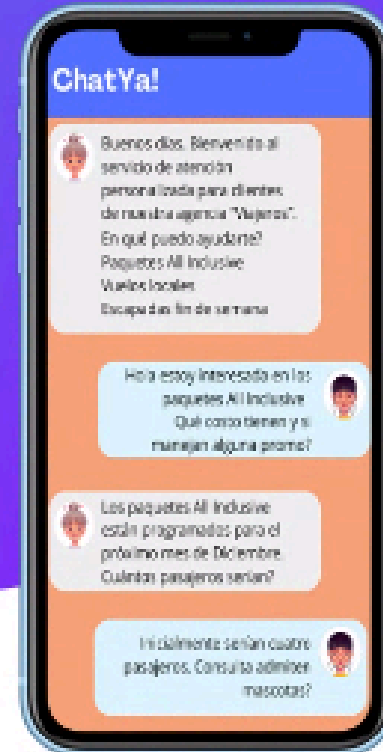 ChatYa!
Buenos días, Bienvenido al
servicio de atención
personalizada para clientes
de nuestra agencia "Viajeros".
En qué puedo ayudarte?
Paquetes All Inclusive
Vuelos locales
Escapadas fin de semana
Hola estoy interesada en los
paquetes All Inclusive
Qué costo tienen y si
manejan alguna promo?
Los paquetes All Inclusive
están programados para el
próximo mes de Diciembre.
Cuántos pasajeros serían?
Inicialmente serían cuatro
pasajeros. Consulta admiten
mascotas?